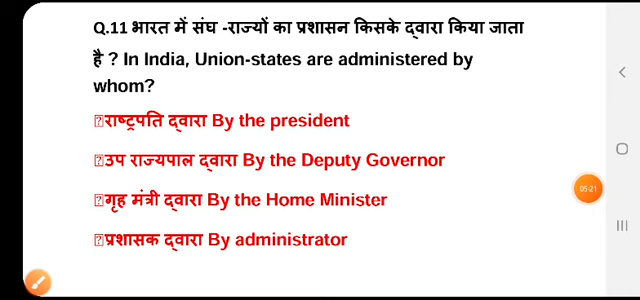 Q.11 भारत में संघ -राज्यों का प्रशासन किसके द्वारा किया जाता
है ? In India, Union-states are administered by
whom?
राष्ट्रपति द्वारा By the president
उप राज्यपाल द्वारा By the Deputy Governor
गृह मंत्री द्वारा By the Home Minister
प्रशासक द्वारा By administrator
05:21